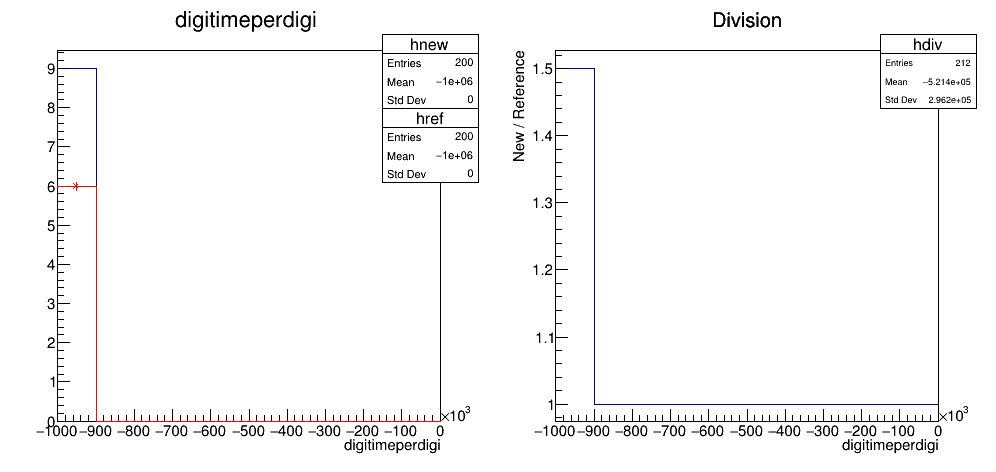 digitimeperdigi
hnew
Entries 200
Mean −1e+06
Std Dev 0
href
Entries 200
Mean −1e+06
Std Dev 0
9
8
7
6
5
4
3
2
1
0
−1000 −900 −800 −700 −600 −500 −400 −300 −200 −100 0
×10³
digitimeperdigi
Division
hdiv
Entries 212
Mean −5.214e+05
Std Dev 2.962e+05
New / Reference
1.5
1.4
1.3
1.2
1.1
1
−1000 −900 −800 −700 −600 −500 −400 −300 −200 −100 0
×10³
digitimeperdigi